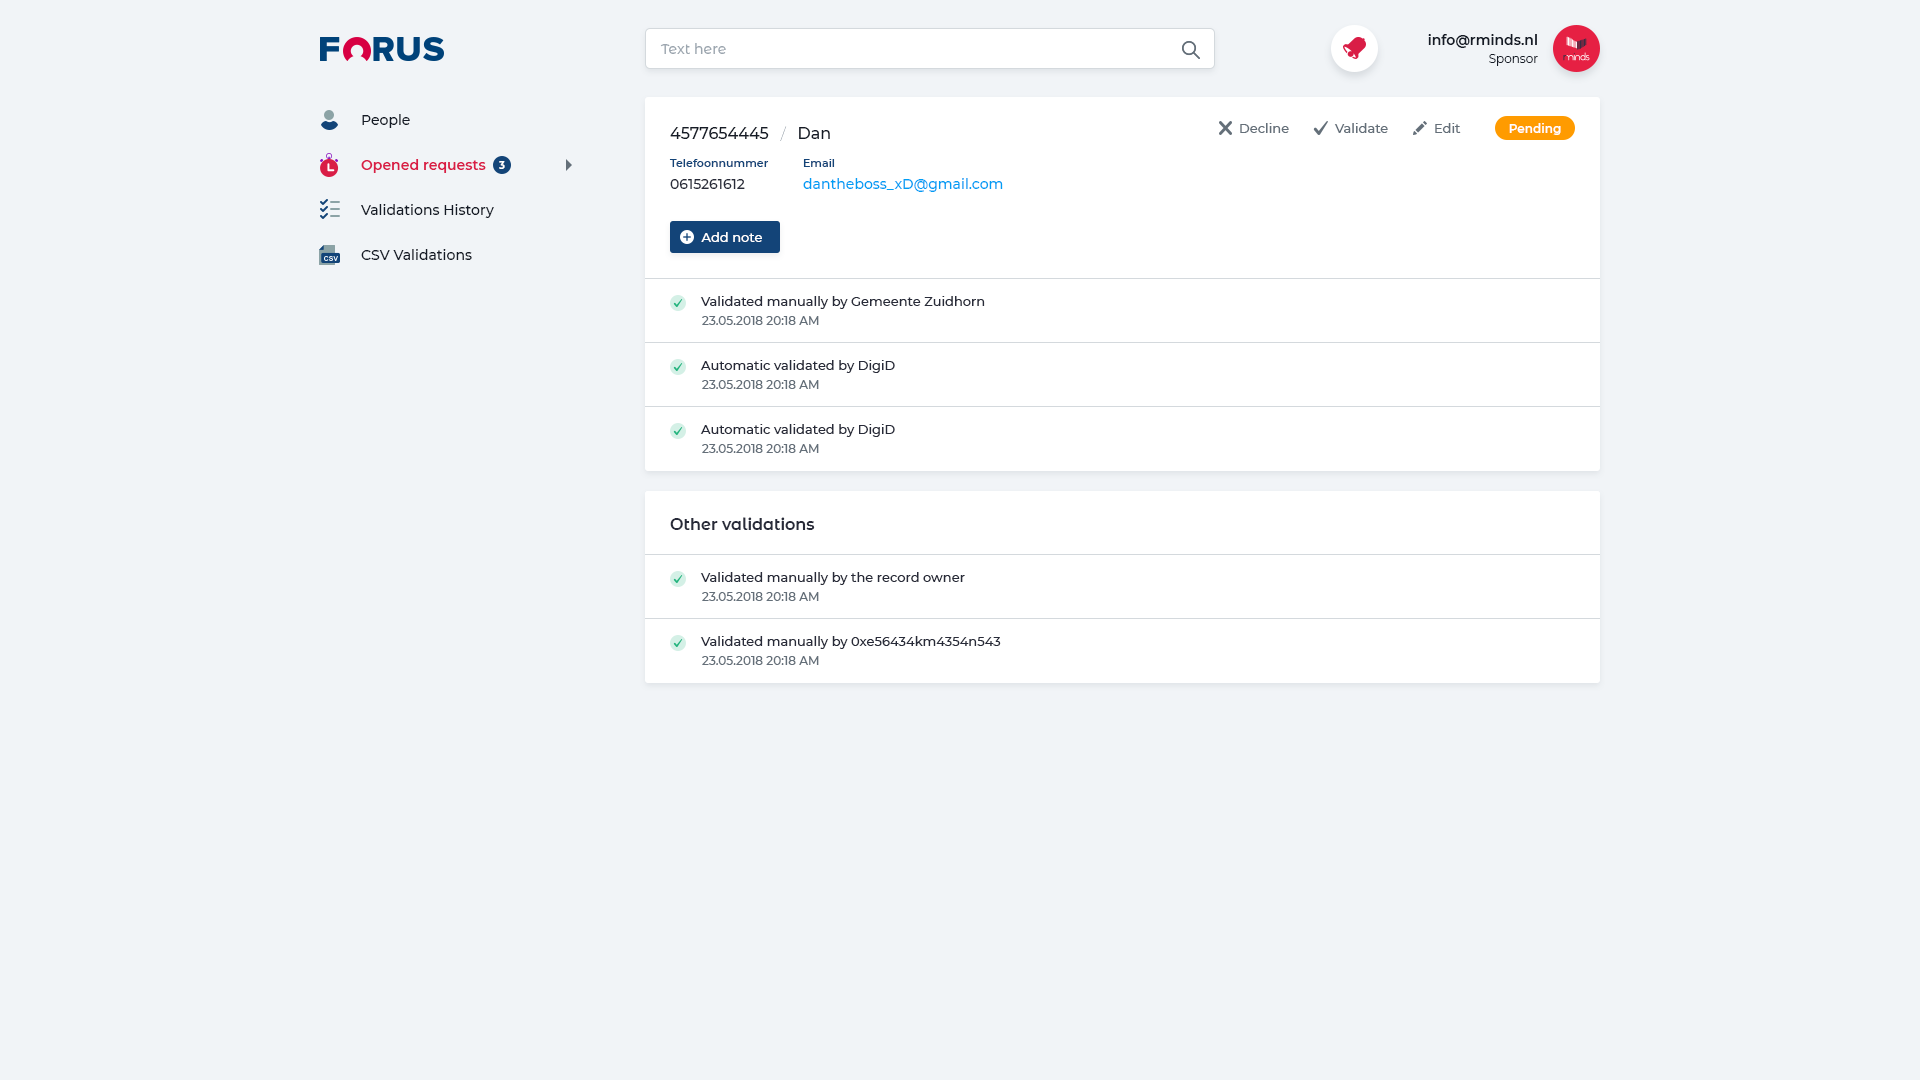 FORUS
Text here
info@rminds.nl
Sponsor
rminds
People
Opened requests 3
Validations History
CSV
CSV Validations
4577654445 / Dan
Decline
Validate
Edit
Pending
Telefoonnummer
Email
0615261612
dantheboss_xD@gmail.com
Add note
Validated manually by Gemeente Zuidhorn
23.05.2018 20:18 AM
Automatic validated by DigiD
23.05.2018 20:18 AM
Automatic validated by DigiD
23.05.2018 20:18 AM
Other validations
Validated manually by the record owner
23.05.2018 20:18 AM
Validated manually by 0xe56434km4354n543
23.05.2018 20:18 AM